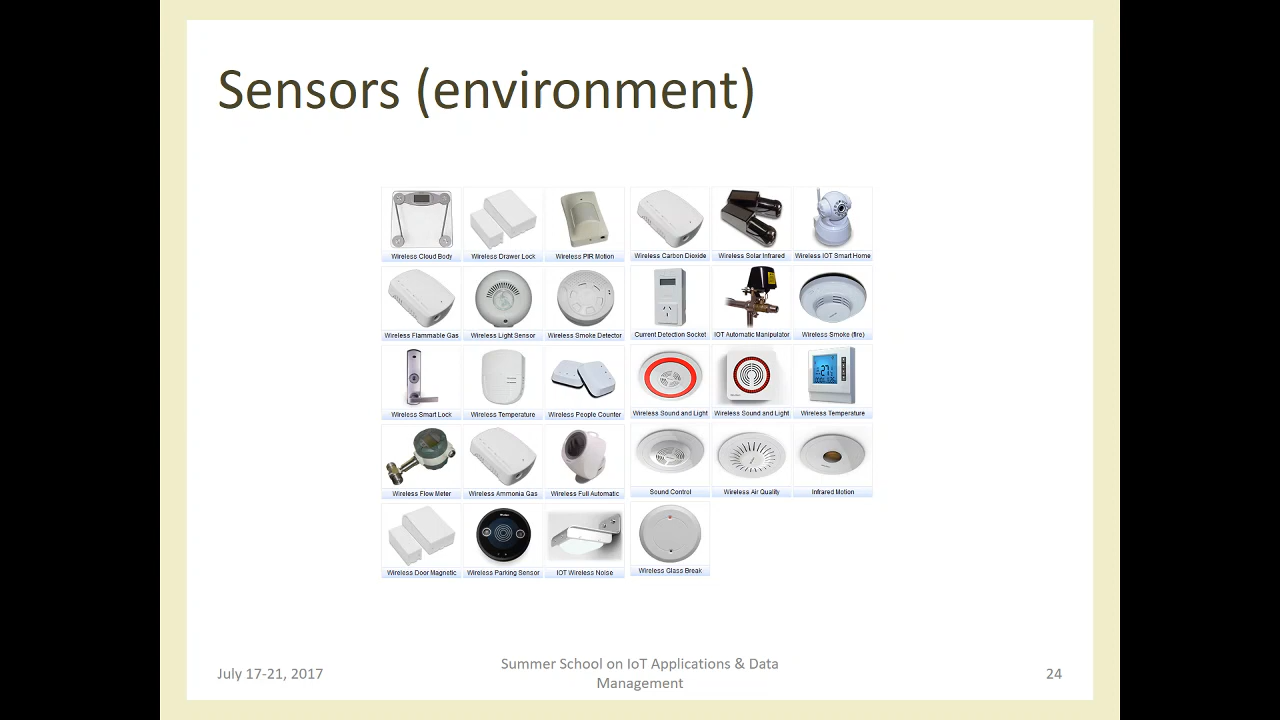 Sensors (environment)
Wireless Cloud Body
Wireless Drawer Lock
Wireless PIR Motion
Wireless Carbon Dioxide
Wireless Solar Infrared
Wireless IOT Smart Home
Wireless Flammable Gas
Wireless Light Sensor
Wireless Smoke Detector
Current Detection Socket
IOT Automatic Manipulator
Wireless Smoke (fire)
Wireless Smart Lock
Wireless Temperature
Wireless People Counter
Wireless Sound and Light
Wireless Sound and Light
Wireless Temperature
Wireless Flow Meter
Wireless Ammonia Gas
Wireless Full Automatic
Sound Control
Wireless Air Quality
Infrared Motion
Wireless Door Magnetic
Wireless Parking Sensor
IOT Wireless Noise
Wireless Glass Break
July 17-21, 2017
Summer School on IoT Applications & Data
Management
24